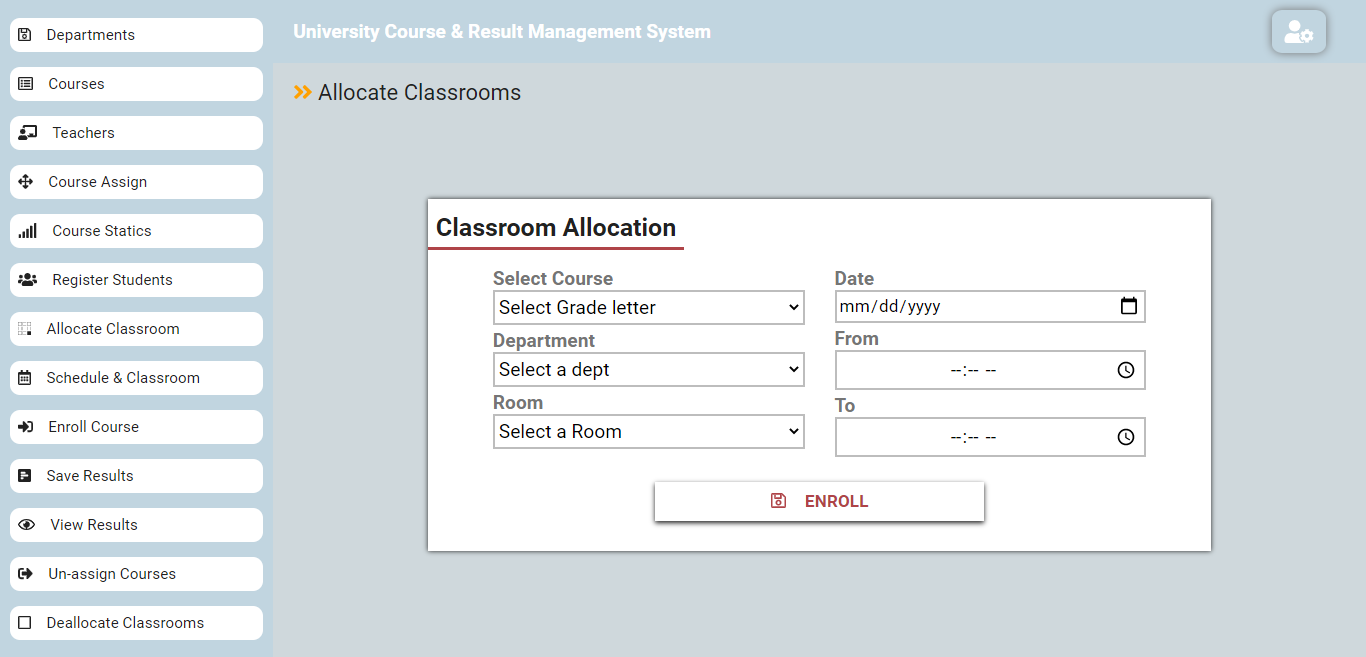 Departments
Courses
Teachers
Course Assign
Course Statics
Register Students
Allocate Classroom
Schedule & Classroom
Enroll Course
Save Results
View Results
Un-assign Courses
Deallocate Classrooms
University Course & Result Management System
Allocate Classrooms
Classroom Allocation
Select Course
Select Grade letter
Department
Select a dept
Room
Select a Room
Date
mm/dd/yyyy
From
--:-- --
To
--:-- --
ENROLL